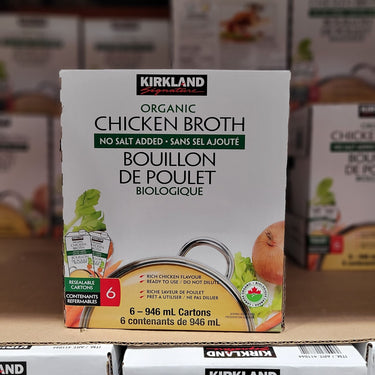 KIRKLAND
Signature
ORGANIC
CHICKEN BROTH
NO SALT ADDED • SANS SEL AJOUTÉ
BOUILLON
DE POULET
BIOLOGIQUE
RESEALABLE
CARTONS
CONTENANTS
REFERMABLES
6
RICH CHICKEN FLAVOUR
READY TO USE / DO NOT DILUTE
RICHE SAVEUR DE POULET
PRÊT À UTILISER / NE PAS DILUER
6 – 946 mL Cartons
6 contenants de 946 mL
KIRKLAND
KIRKLAND